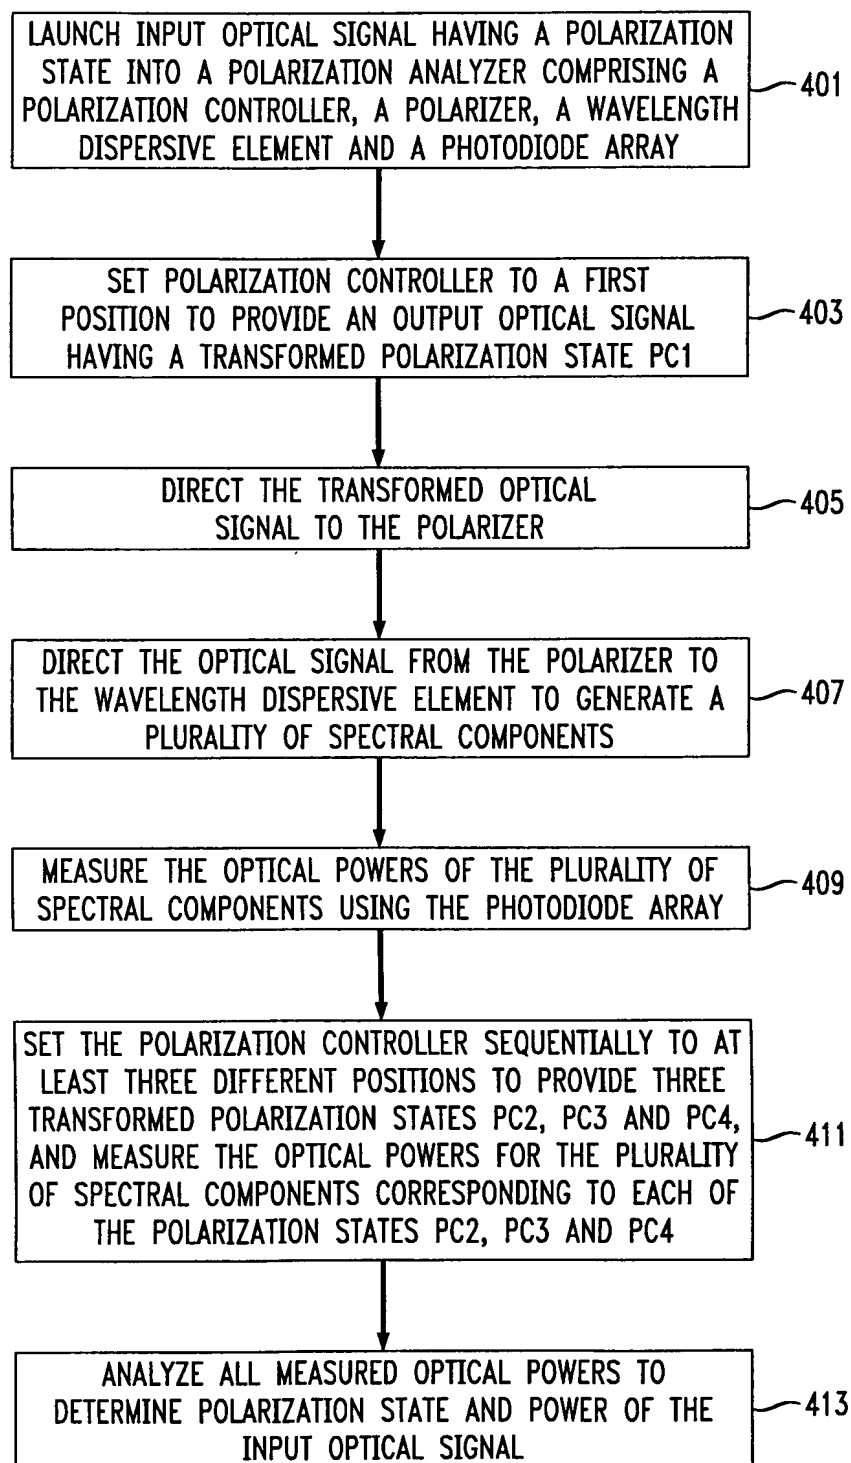 LAUNCH INPUT OPTICAL SIGNAL HAVING A POLARIZATION
STATE INTO A POLARIZATION ANALYZER COMPRISING A
POLARIZATION CONTROLLER, A POLARIZER, A WAVELENGTH
DISPERSIVE ELEMENT AND A PHOTODIODE ARRAY
401
SET POLARIZATION CONTROLLER TO A FIRST
POSITION TO PROVIDE AN OUTPUT OPTICAL SIGNAL
HAVING A TRANSFORMED POLARIZATION STATE PC1
403
DIRECT THE TRANSFORMED OPTICAL
SIGNAL TO THE POLARIZER
405
DIRECT THE OPTICAL SIGNAL FROM THE POLARIZER TO
THE WAVELENGTH DISPERSIVE ELEMENT TO GENERATE A
PLURALITY OF SPECTRAL COMPONENTS
407
MEASURE THE OPTICAL POWERS OF THE PLURALITY OF
SPECTRAL COMPONENTS USING THE PHOTODIODE ARRAY
409
SET THE POLARIZATION CONTROLLER SEQUENTIALLY TO AT
LEAST THREE DIFFERENT POSITIONS TO PROVIDE THREE
TRANSFORMED POLARIZATION STATES PC2, PC3 AND PC4,
AND MEASURE THE OPTICAL POWERS FOR THE PLURALITY
OF SPECTRAL COMPONENTS CORRESPONDING TO EACH OF
THE POLARIZATION STATES PC2, PC3 AND PC4
411
ANALYZE ALL MEASURED OPTICAL POWERS TO
DETERMINE POLARIZATION STATE AND POWER OF THE
INPUT OPTICAL SIGNAL
413